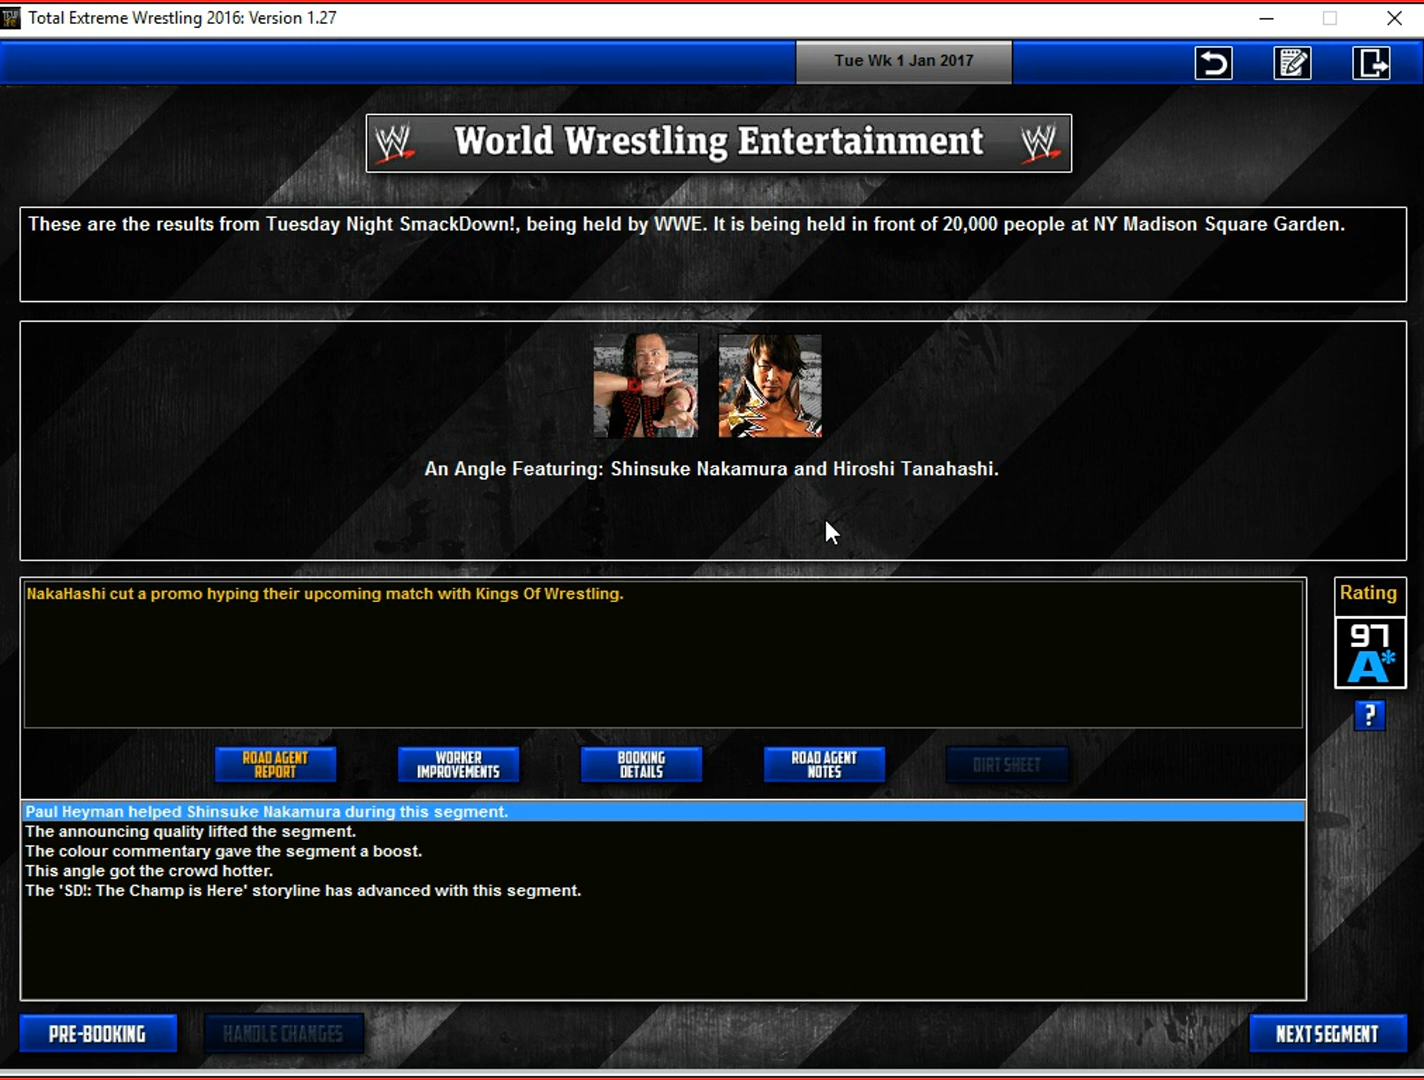 Total Extreme Wrestling 2016: Version 1.27
Tue Wk 1 Jan 2017
World Wrestling Entertainment
These are the results from Tuesday Night SmackDown!, being held by WWE. It is being held in front of 20,000 people at NY Madison Square Garden.
An Angle Featuring: Shinsuke Nakamura and Hiroshi Tanahashi.
NakaHashi cut a promo hyping their upcoming match with Kings Of Wrestling.
Rating
97
A*
?
ROAD AGENT REPORT
WORKER IMPROVEMENTS
BOOKING DETAILS
ROAD AGENT NOTES
DIRT SHEET
Paul Heyman helped Shinsuke Nakamura during this segment.
The announcing quality lifted the segment.
The colour commentary gave the segment a boost.
This angle got the crowd hotter.
The 'SD!: The Champ is Here' storyline has advanced with this segment.
PRE-BOOKING
HANDLE CHANGES
NEXT SEGMENT